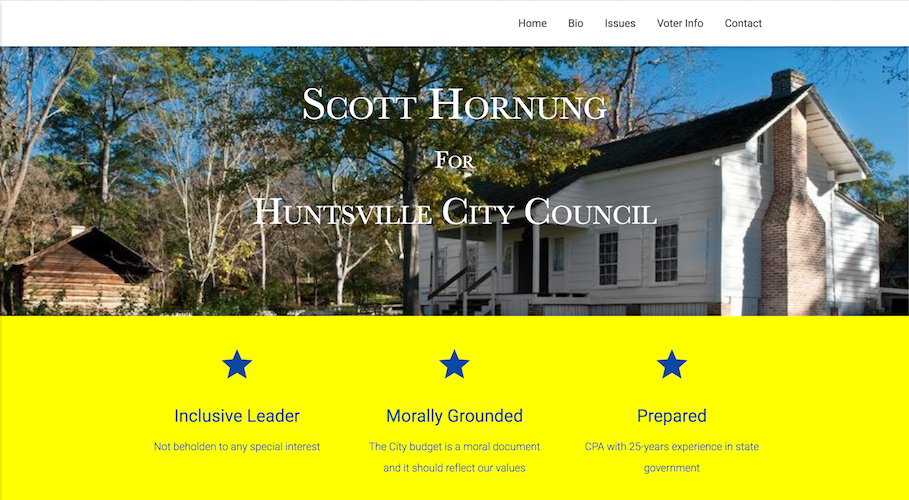 Home Bio Issues Voter Info Contact
Scott Hornung
For
Huntsville City Council
Inclusive Leader
Not beholden to any special interest
Morally Grounded
The City budget is a moral document
and it should reflect our values
Prepared
CPA with 25-years experience in state
government